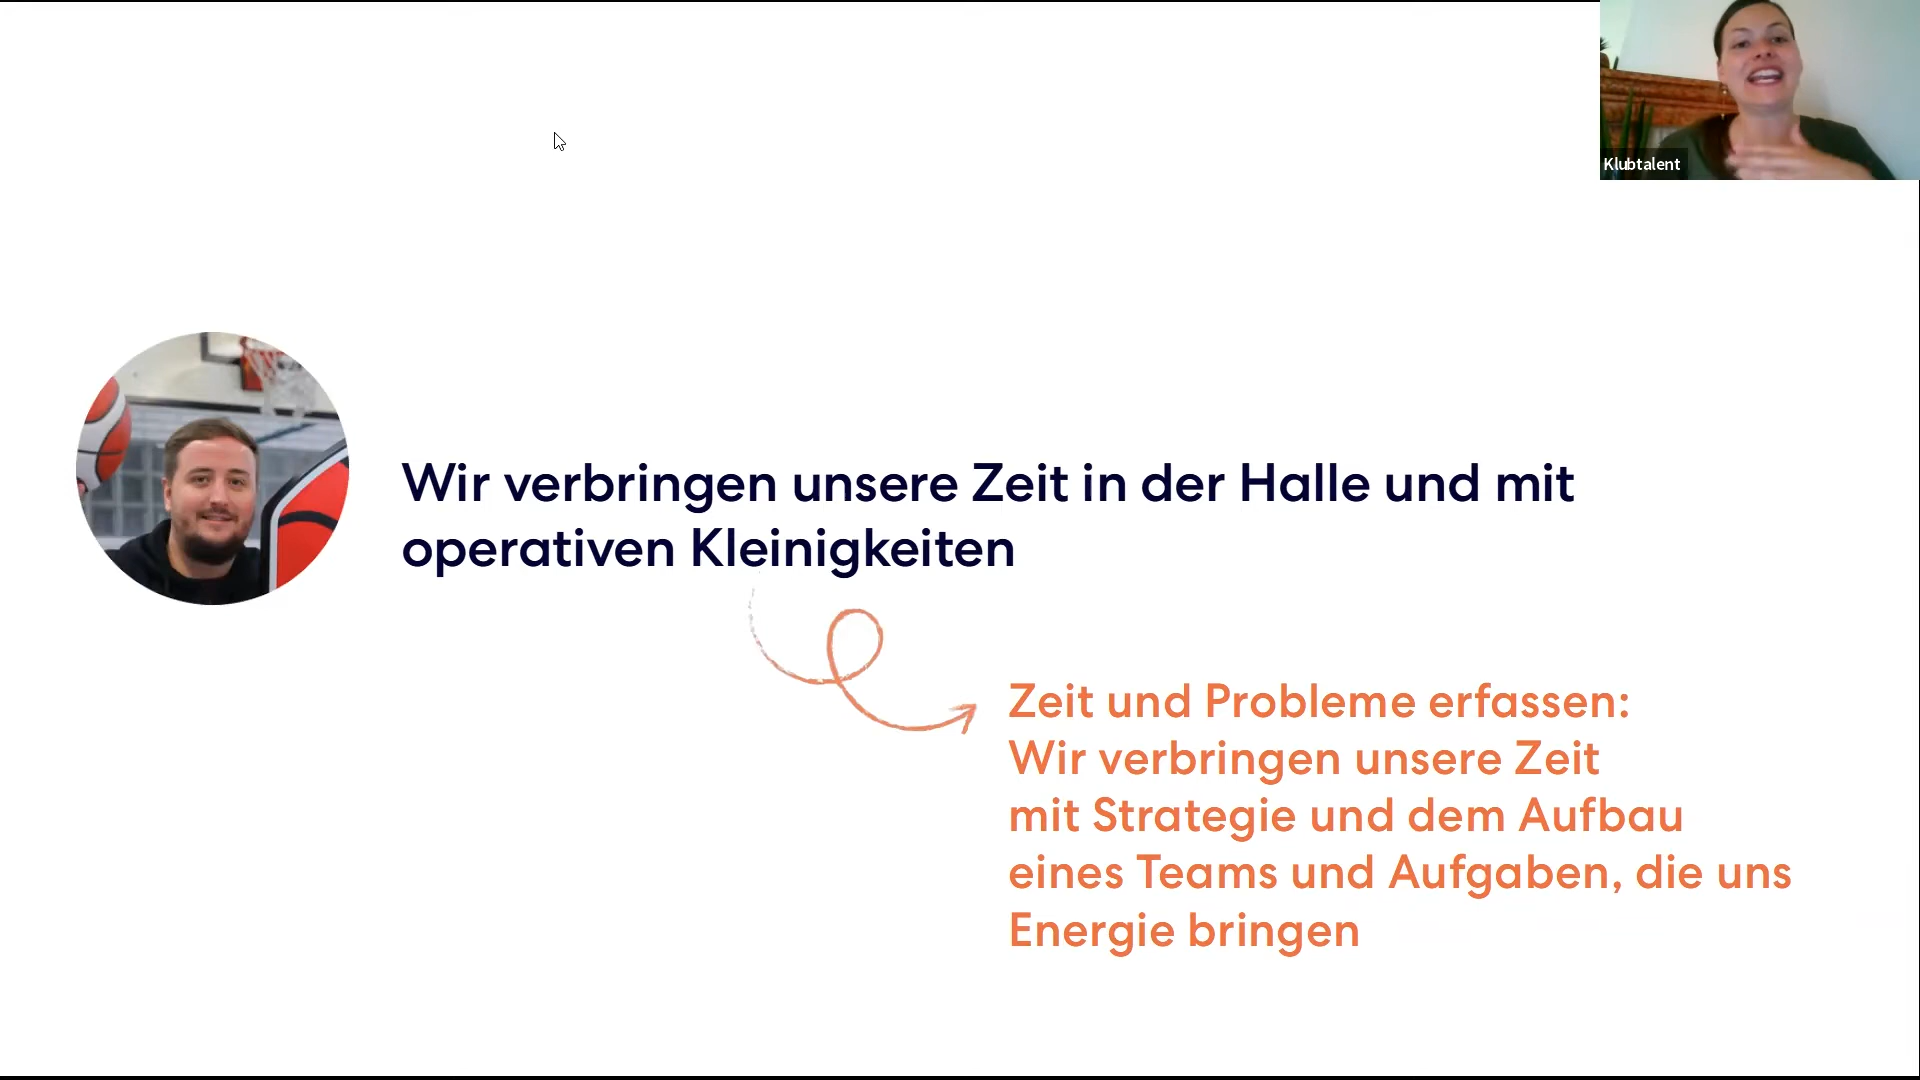 Klubtalent
Wir verbringen unsere Zeit in der Halle und mit
operativen Kleinigkeiten
Zeit und Probleme erfassen:
Wir verbringen unsere Zeit
mit Strategie und dem Aufbau
eines Teams und Aufgaben, die uns
Energie bringen